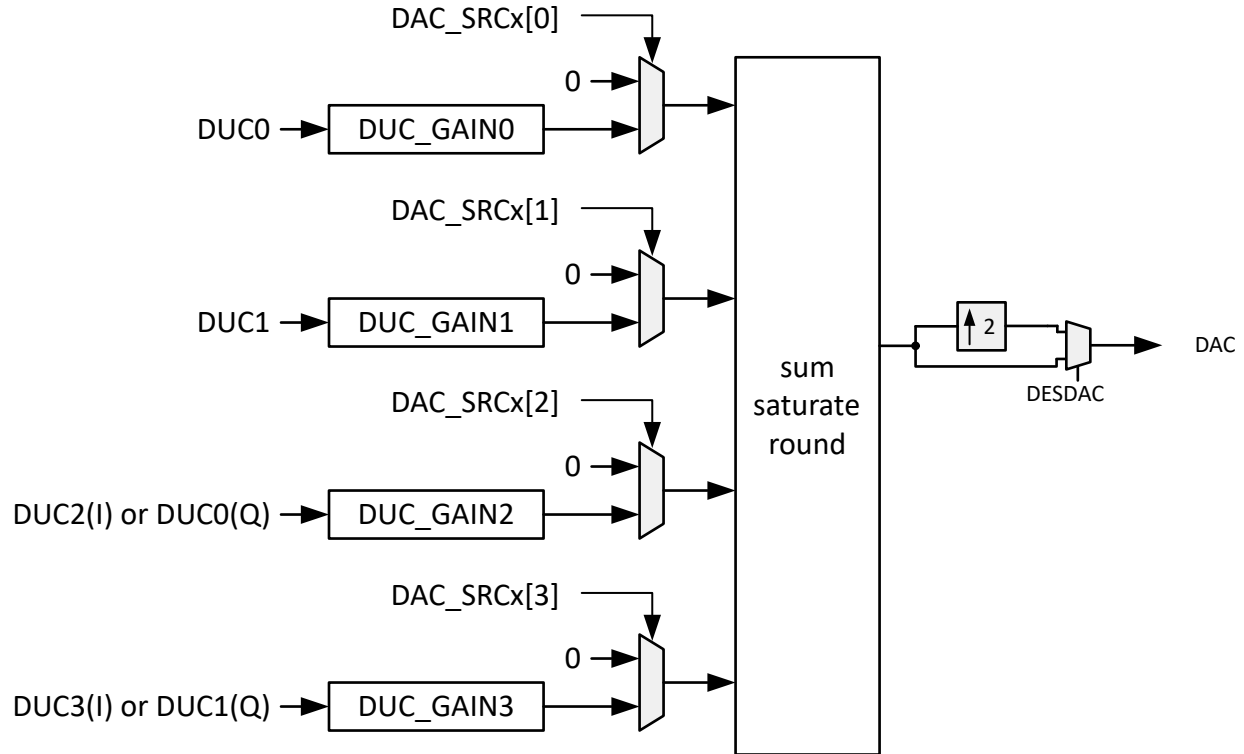 DAC_SRCx[0]
0
DUC0
DUC_GAIN0
DAC_SRCx[1]
0
DUC1
DUC_GAIN1
DAC_SRCx[2]
0
DUC2(I) or DUC0(Q)
DUC_GAIN2
DAC_SRCx[3]
0
DUC3(I) or DUC1(Q)
DUC_GAIN3
sum
saturate
round
2
DESDAC
DAC